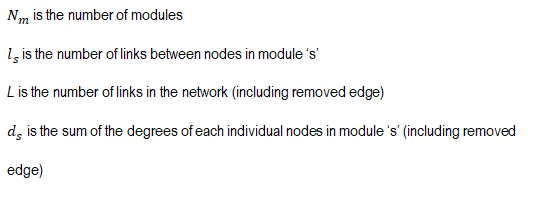 N_m is the number of modules
l_s is the number of links between nodes in module ‘s’
L is the number of links in the network (including removed edge)
d_s is the sum of the degrees of each individual nodes in module ‘s’ (including removed
edge)